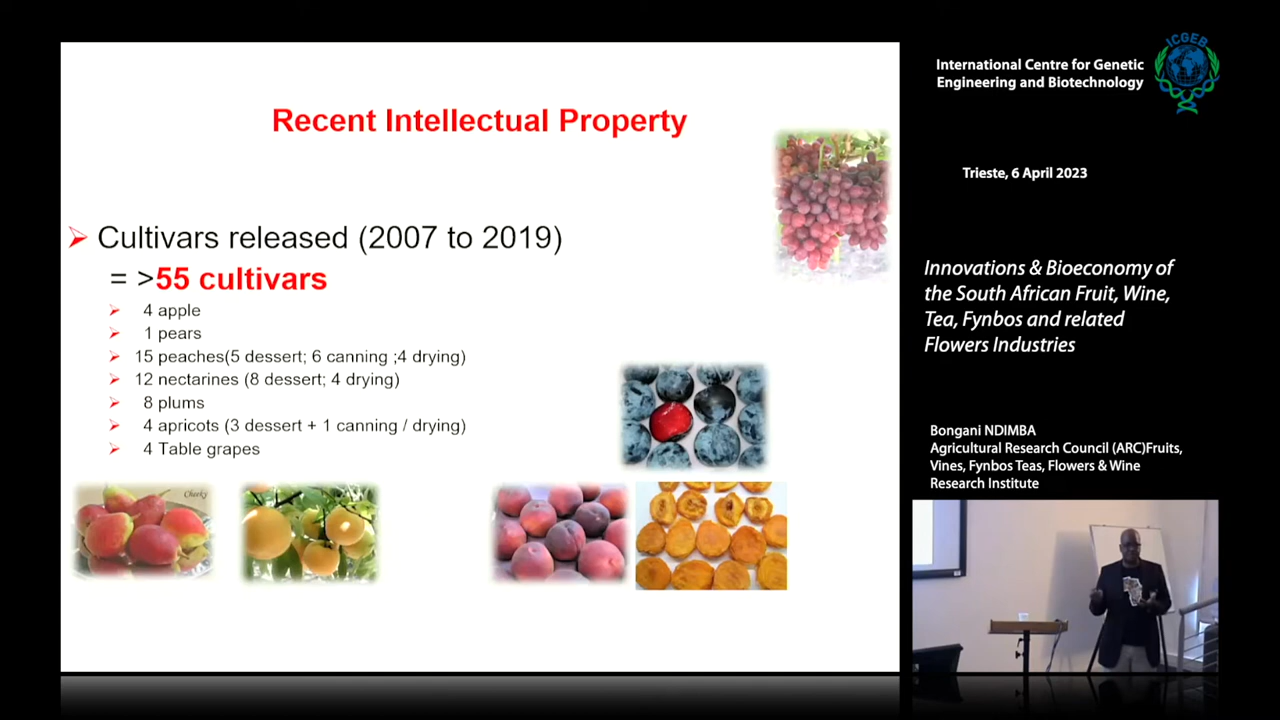 Recent Intellectual Property
Cultivars released (2007 to 2019)
= >55 cultivars
4 apple
1 pears
15 peaches(5 dessert; 6 canning ;4 drying)
12 nectarines (8 dessert; 4 drying)
8 plums
4 apricots (3 dessert + 1 canning / drying)
4 Table grapes
Cheeky
International Centre for Genetic
Engineering and Biotechnology
ICGEB
Trieste, 6 April 2023
Innovations & Bioeconomy of
the South African Fruit, Wine,
Tea, Fynbos and related
Flowers Industries
Bongani NDIMBA
Agricultural Research Council (ARC)Fruits,
Vines, Fynbos Teas, Flowers & Wine
Research Institute